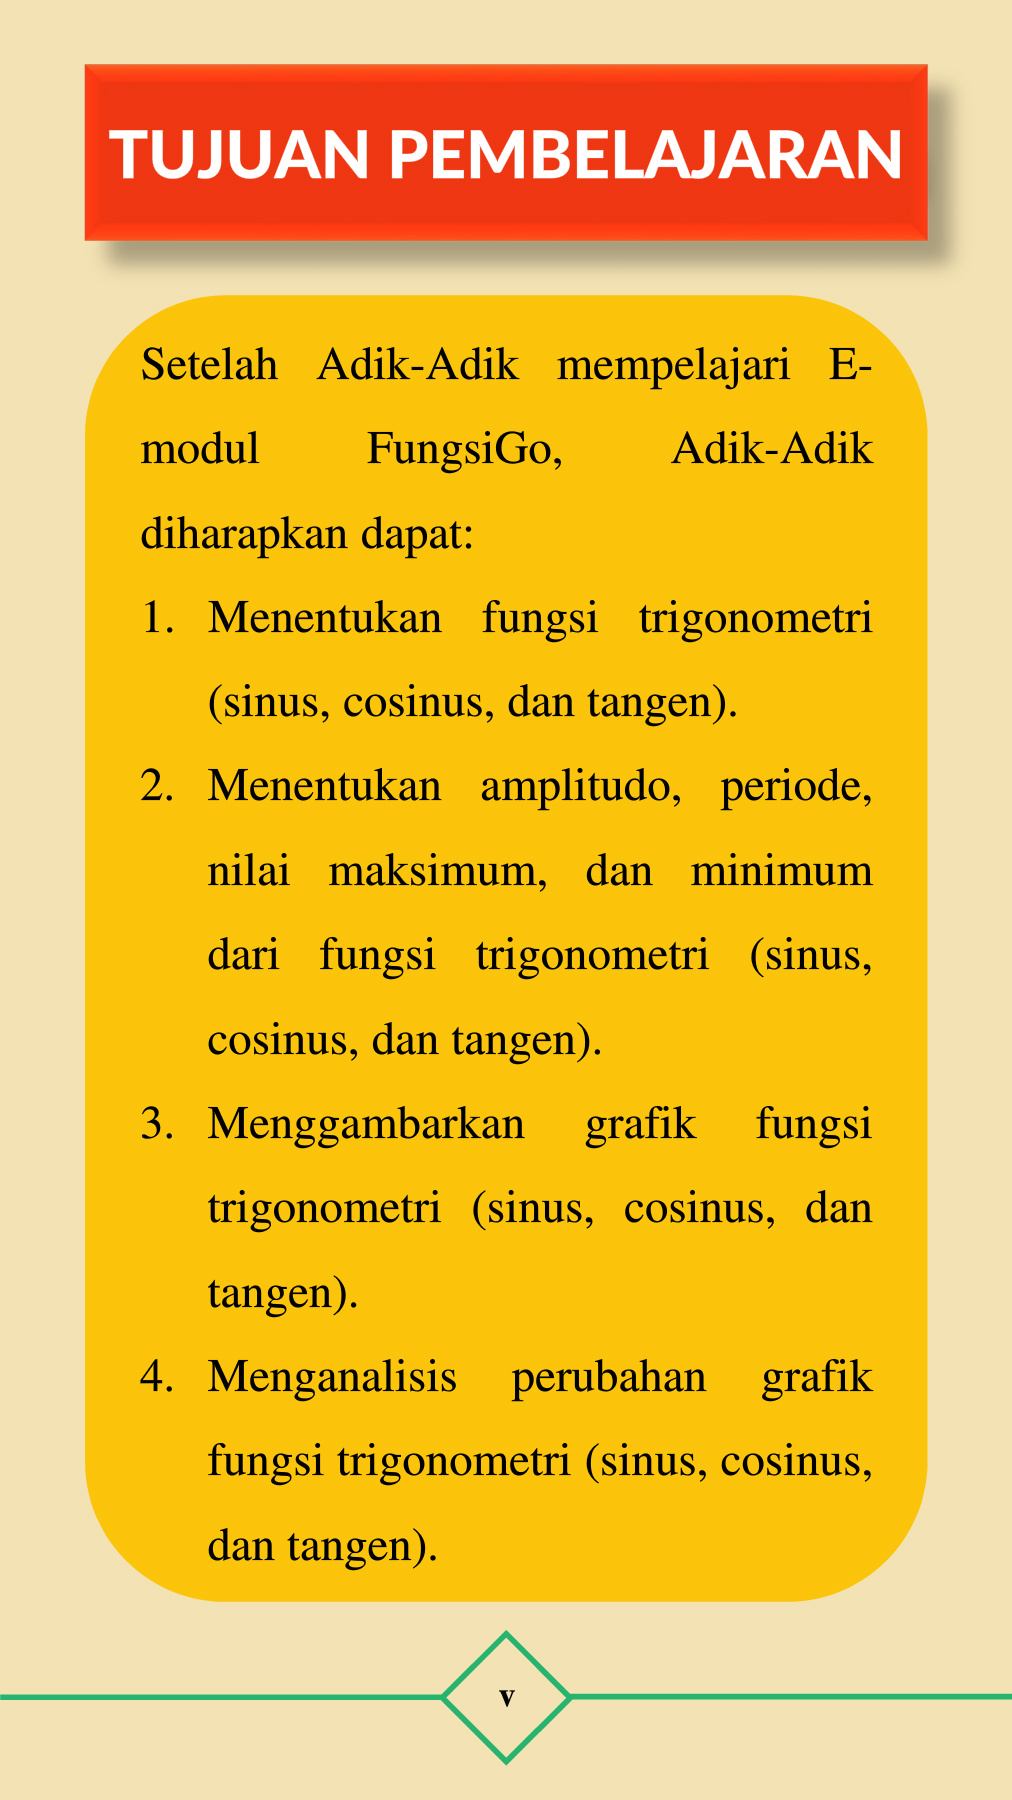 TUJUAN PEMBELAJARAN
Setelah Adik-Adik mempelajari E-
modul FungsiGo, Adik-Adik
diharapkan dapat:
1. Menentukan fungsi trigonometri
(sinus, cosinus, dan tangen).
2. Menentukan amplitudo, periode,
nilai maksimum, dan minimum
dari fungsi trigonometri (sinus,
cosinus, dan tangen).
3. Menggambarkan grafik fungsi
trigonometri (sinus, cosinus, dan
tangen).
4. Menganalisis perubahan grafik
fungsi trigonometri (sinus, cosinus,
dan tangen).
v